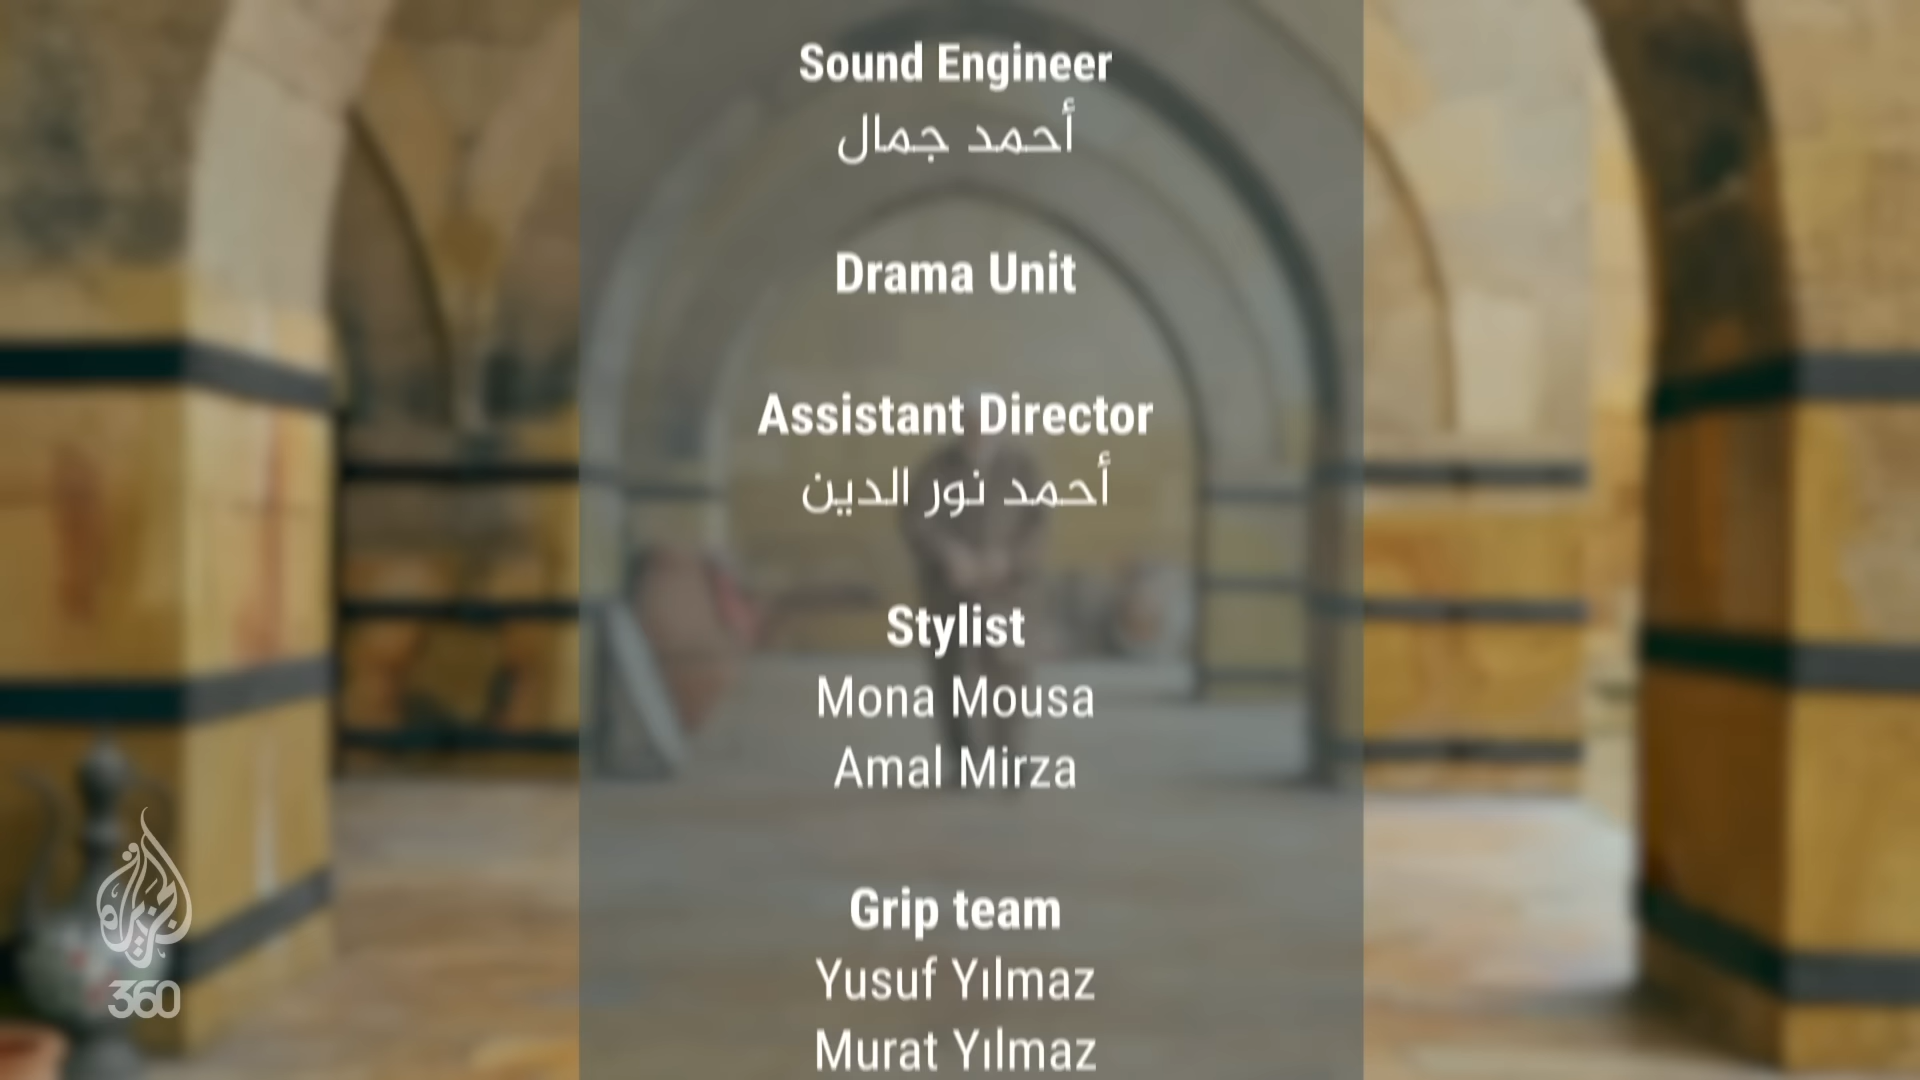 Sound Engineer
أحمد جمال
Drama Unit
Assistant Director
أحمد نور الدين
Stylist
Mona Mousa
Amal Mirza
Grip team
Yusuf Yılmaz
Murat Yılmaz
الجزيرة
360